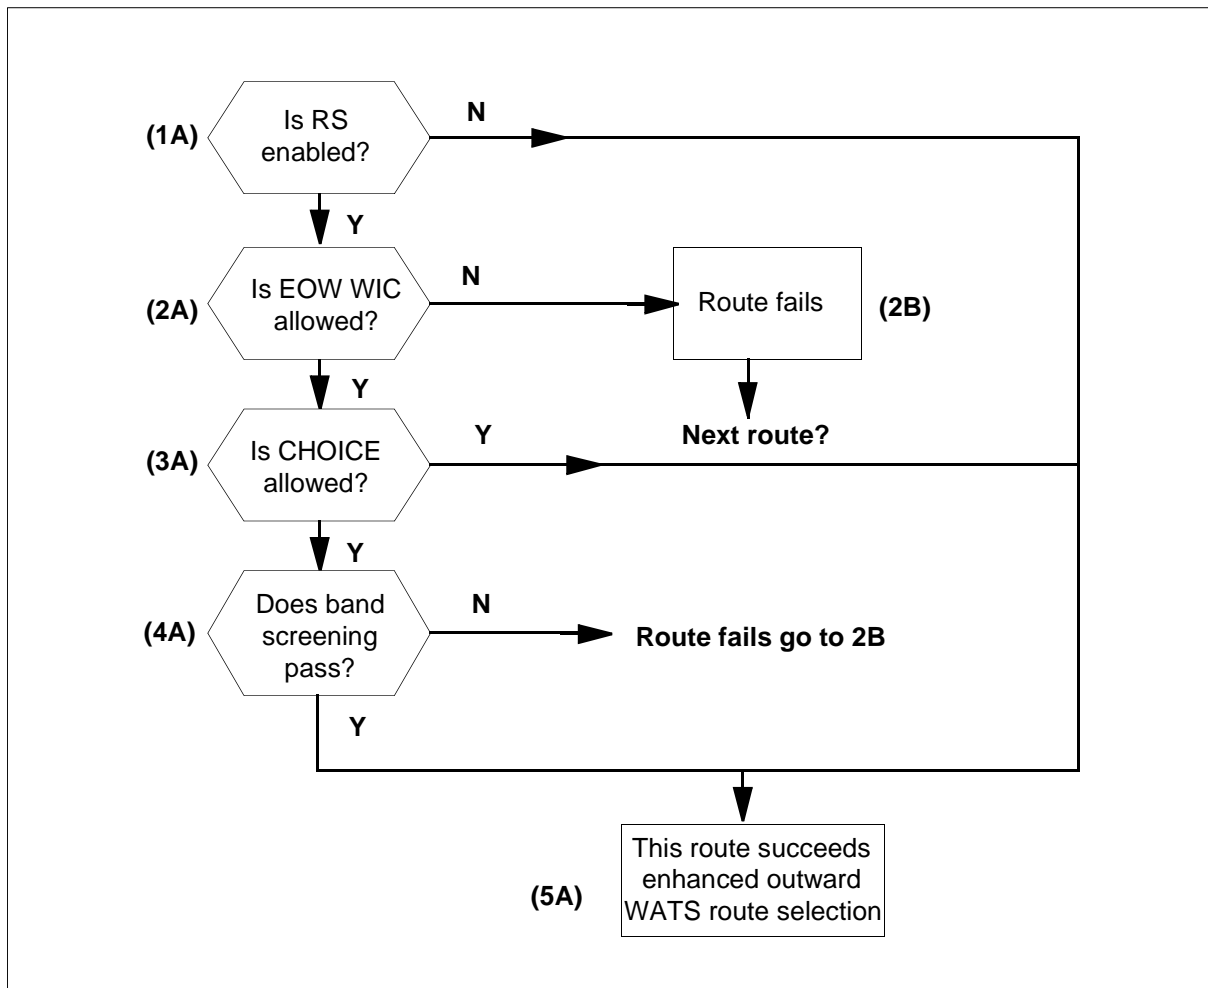 (1A)
Is RS
enabled?
N
Y
(2A)
Is EOW WIC
allowed?
N
Route fails
(2B)
Y
Next route?
(3A)
Is CHOICE
allowed?
Y
Y
(4A)
Does band
screening
pass?
N
Route fails go to 2B
Y
(5A)
This route succeeds
enhanced outward
WATS route selection